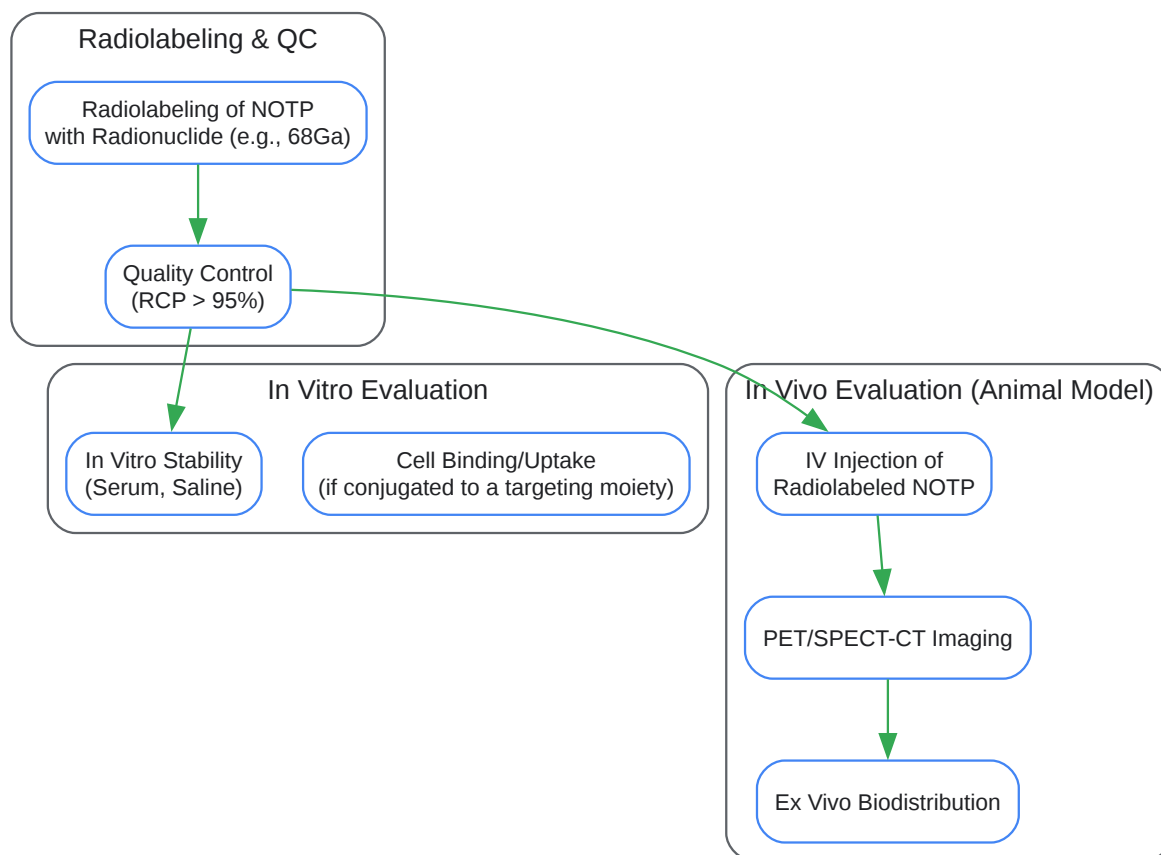 Radiolabeling & QC
Radiolabeling of NOTP
with Radionuclide (e.g., 68Ga)
Quality Control
(RCP > 95%)
In Vitro Evaluation
In Vitro Stability
(Serum, Saline)
Cell Binding/Uptake
(if conjugated to a targeting moiety)
In Vivo Evaluation (Animal Model)
IV Injection of
Radiolabeled NOTP
PET/SPECT-CT Imaging
Ex Vivo Biodistribution